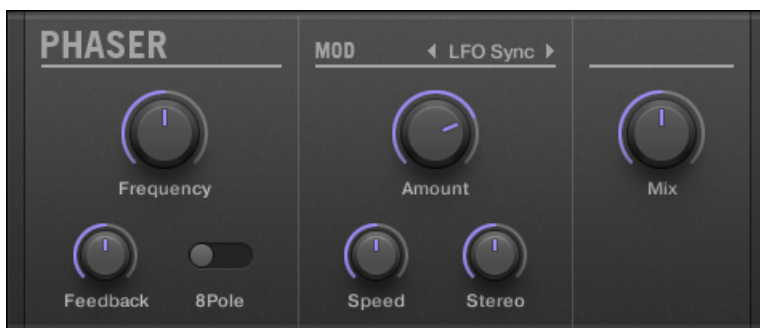 PHASER
MOD
LFO Sync
Frequency
Amount
Mix
Feedback
8Pole
Speed
Stereo